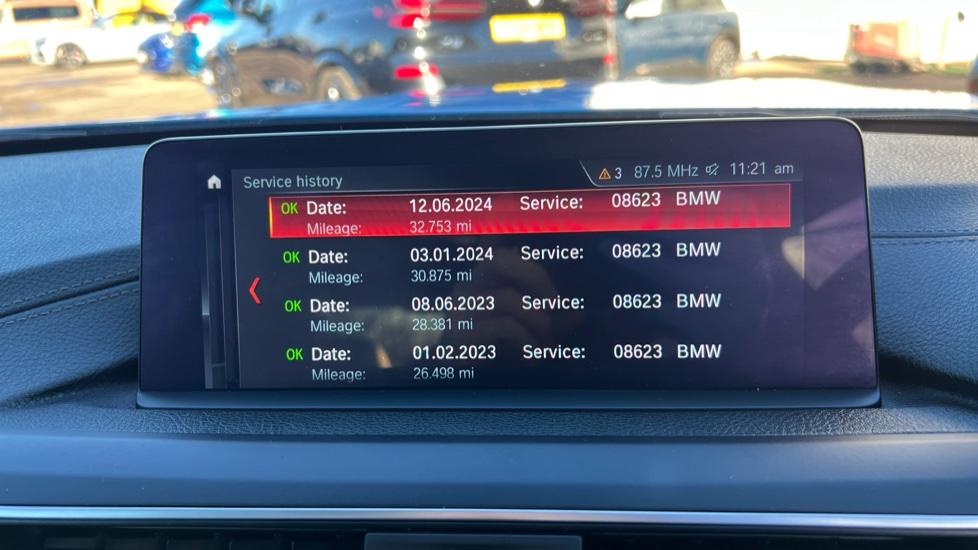 3 87.5 MHz 11:21 am
Service history
OK Date: 12.06.2024 Service: 08623 BMW
Mileage: 32.753 mi
OK Date: 03.01.2024 Service: 08623 BMW
Mileage: 30.875 mi
OK Date: 08.06.2023 Service: 08623 BMW
Mileage: 28.381 mi
OK Date: 01.02.2023 Service: 08623 BMW
Mileage: 26.498 mi